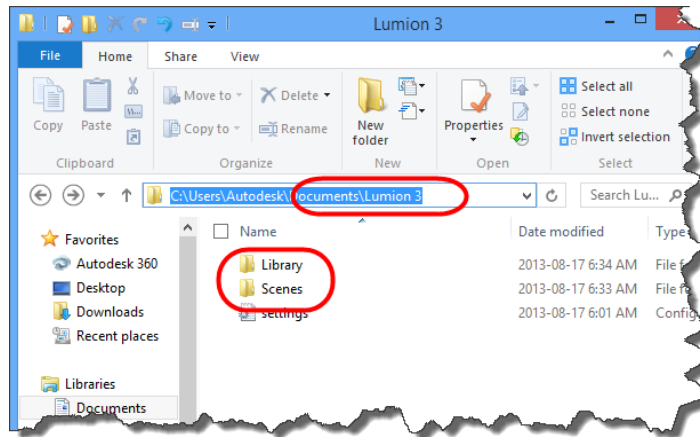 Lumion 3
File Home Share View
Copy Paste
Move to Delete
Copy to Rename
New folder
Properties
Select all
Select none
Invert selection
Clipboard Organize New Open Select
C:\Users\Autodesk\Documents\Lumion 3
Search Lu...
Favorites
Autodesk 360
Desktop
Downloads
Recent places
Libraries
Documents
Name Date modified Type
Library 2013-08-17 6:34 AM File f
Scenes 2013-08-17 6:33 AM File f
settings 2013-08-17 6:01 AM Config